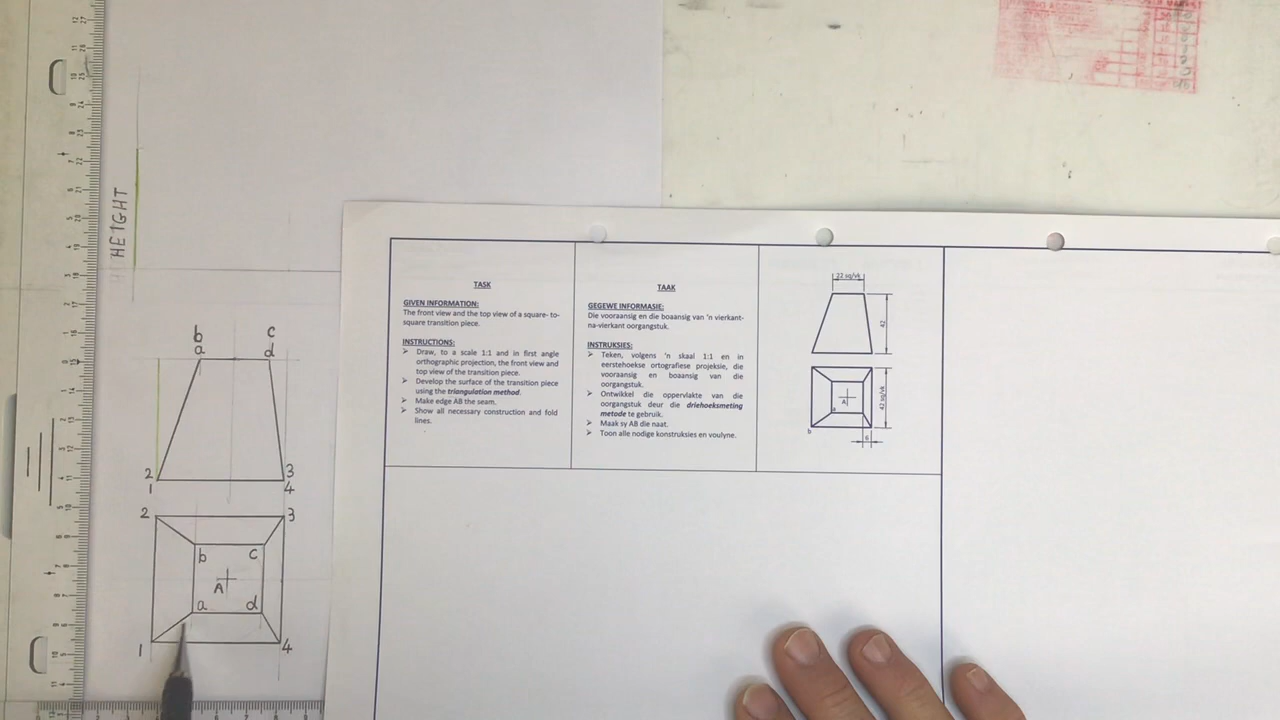 HEIGHT
b c
a d
2 3
1 4
2 3
b c
A
a d
1 4
TASK
GIVEN INFORMATION:
The front view and the top view of a square- to-
square transition piece.
INSTRUCTIONS:
➢ Draw, to a scale 1:1 and in first angle
orthographic projection, the front view and
top view of the transition piece.
➢ Develop the surface of the transition piece
using the triangulation method.
➢ Make edge AB the seam.
➢ Show all necessary construction and fold
lines.
TAAK
GEGEWE INFORMASIE:
Die vooraansig en die boaansig van 'n vierkant-
na-vierkant oorgangstuk.
INSTRUKSIES:
➢ Teken, volgens 'n skaal 1:1 en in
eerstehoekse ortografiese projeksie, die
vooraansig en boaansig van die
oorgangstuk.
➢ Ontwikkel die oppervlakte van die
oorgangstuk deur die driehoeksmeting
metode te gebruik.
➢ Maak sy AB die naat.
➢ Toon alle nodige konstruksies en voulyne.
22 sq/vk
42
A
a
42 sq/vk
b
6